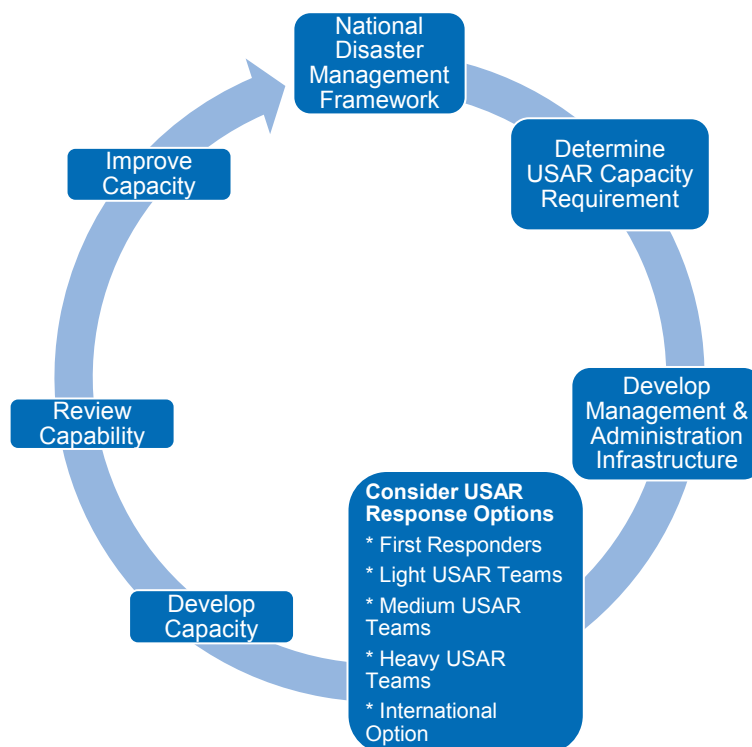 National
Disaster
Management
Framework
Determine
USAR Capacity
Requirement
Develop
Management &
Administration
Infrastructure
Consider USAR
Response Options
* First Responders
* Light USAR Teams
* Medium USAR
Teams
* Heavy USAR
Teams
* International
Option
Develop
Capacity
Review
Capability
Improve
Capacity